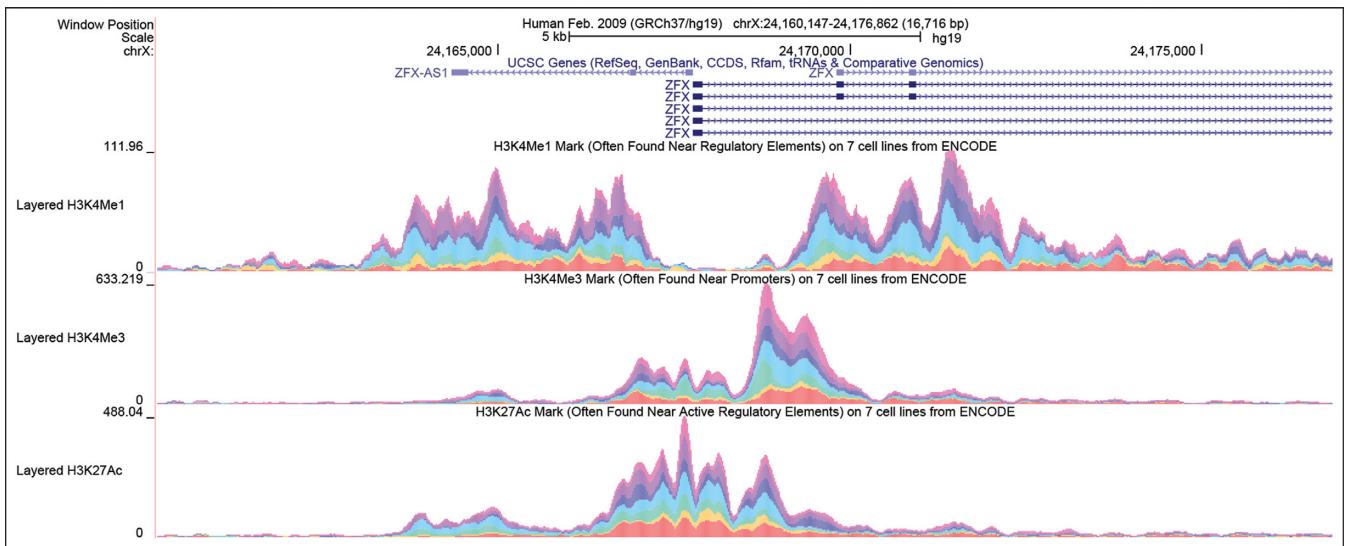 Window Position Human Feb. 2009 (GRCh37/hg19) chrX:24,160,147-24,176,862 (16,716 bp)
Scale 5 kb hg19
chrX: 24,165,000 24,170,000 24,175,000
UCSC Genes (RefSeq, GenBank, CCDS, Rfam, tRNAs & Comparative Genomics)
ZFX-AS1 ZFX
ZFX
ZFX
ZFX
ZFX
ZFX
H3K4Me1 Mark (Often Found Near Regulatory Elements) on 7 cell lines from ENCODE
111.96
Layered H3K4Me1
0
H3K4Me3 Mark (Often Found Near Promoters) on 7 cell lines from ENCODE
633.219
Layered H3K4Me3
0
H3K27Ac Mark (Often Found Near Active Regulatory Elements) on 7 cell lines from ENCODE
488.04
Layered H3K27Ac
0